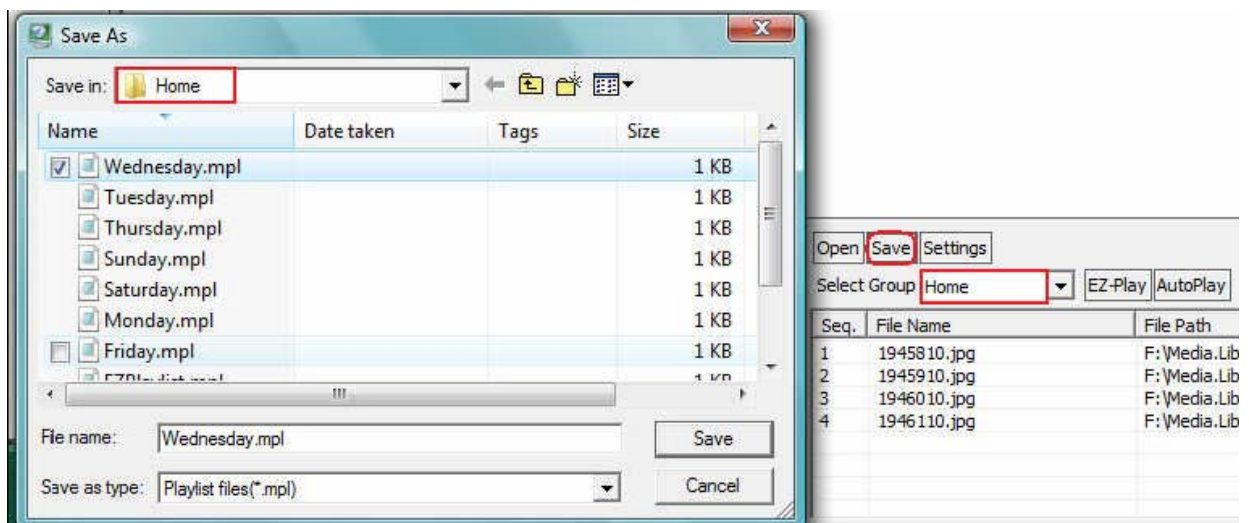 Save As
Save in: Home
Name Date taken Tags Size
Wednesday.mpl 1 KB
Tuesday.mpl 1 KB
Thursday.mpl 1 KB
Sunday.mpl 1 KB
Saturday.mpl 1 KB
Monday.mpl 1 KB
Friday.mpl 1 KB
EZPlaylist.mpl 1 KB
File name: Wednesday.mpl Save
Save as type: Playlist files(*.mpl) Cancel
Open Save Settings
Select Group Home EZ-Play AutoPlay
Seq. File Name File Path
1 1945810.jpg F:\Media.Lib
2 1945910.jpg F:\Media.Lib
3 1946010.jpg F:\Media.Lib
4 1946110.jpg F:\Media.Lib